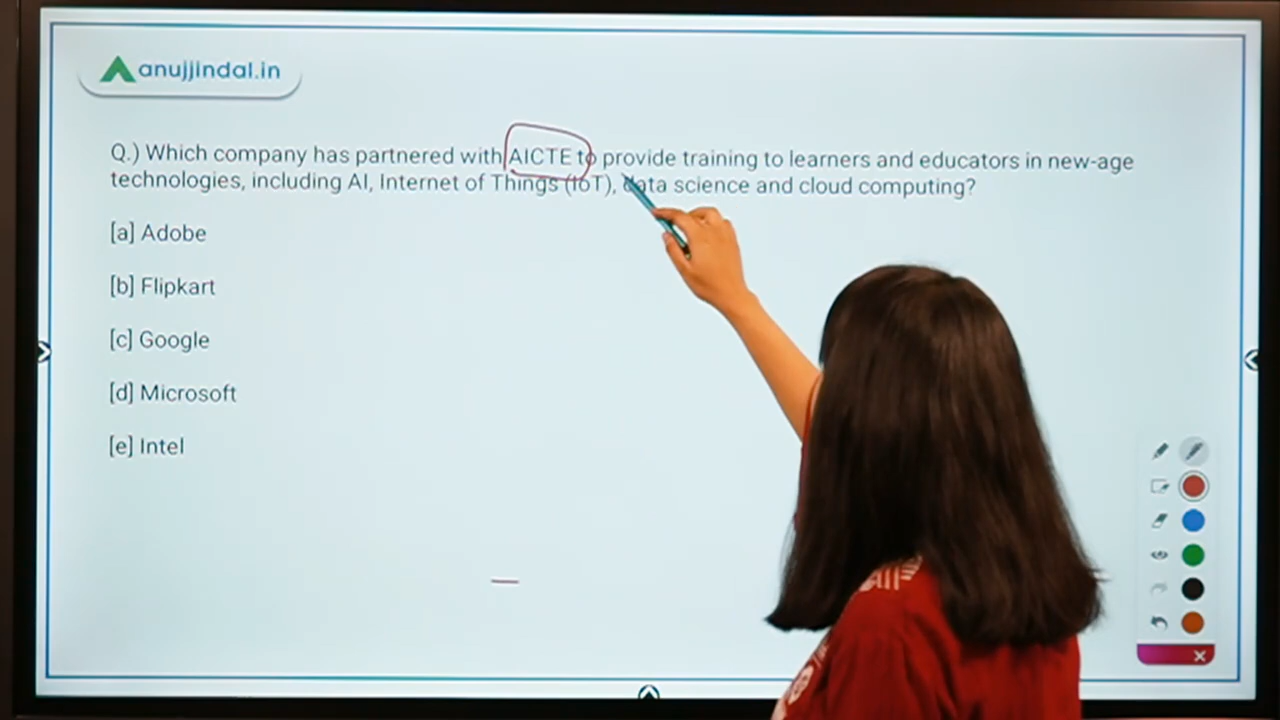 anujjindal.in
Q.) Which company has partnered with AICTE to provide training to learners and educators in new-age
technologies, including AI, Internet of Things (IoT), data science and cloud computing?
[a] Adobe
[b] Flipkart
[c] Google
[d] Microsoft
[e] Intel